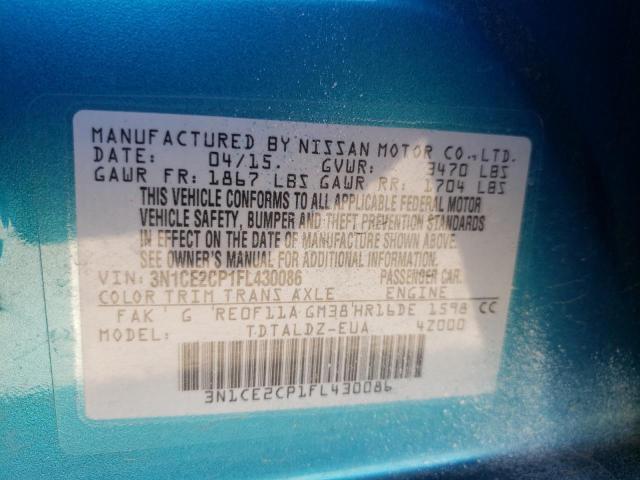 MANUFACTURED BY NISSAN MOTOR CO., LTD.
DATE: 04/15. GVWR: 3470 LBS
GAWR FR: 1867 LBS GAWR RR: 1704 LBS
THIS VEHICLE CONFORMS TO ALL APPLICABLE FEDERAL MOTOR
VEHICLE SAFETY, BUMPER AND THEFT PREVENTION STANDARDS
IN EFFECT ON THE DATE OF MANUFACTURE SHOWN ABOVE.
SEE OWNER'S MANUAL FOR ADDITIONAL INFORMATION.
VIN: 3N1CE2CP1FL430086 PASSENGER CAR.
COLOR TRIM TRANS AXLE ENGINE
FAK G RE0F11A GM38 HR16DE 1598 CC
MODEL: TDTALDZ-EUA 4Z000
3N1CE2CP1FL430086